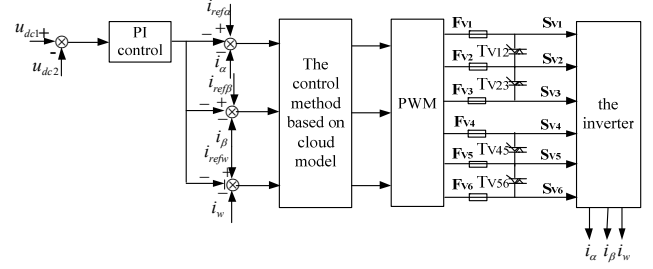 i_refα
u_dc1 +
-
u_dc2
PI
control
− +
−
i_α
i_refβ
− +
−
i_β
i_refw
− +
i_w
The
control
method
based on
cloud
model
PWM
F_V1 S_V1
T_V12
F_V2 S_V2
T_V23
F_V3 S_V3
F_V4 S_V4
T_V45
F_V5 S_V5
T_V56
F_V6 S_V6
the
inverter
i_α i_β i_w